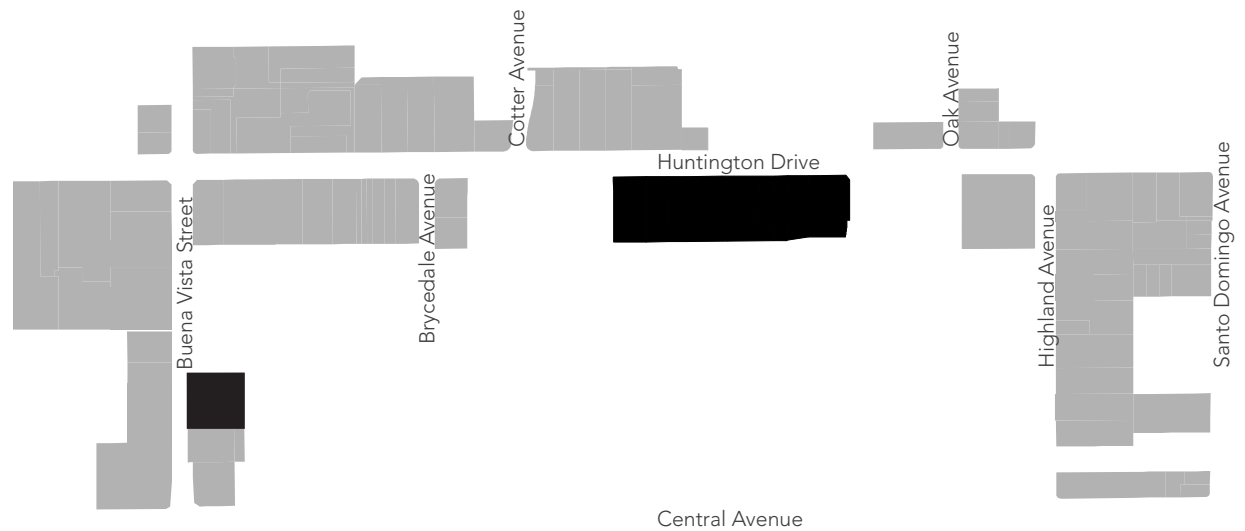 Cotter Avenue
Oak Avenue
Huntington Drive
Buena Vista Street
Brycedale Avenue
Highland Avenue
Santo Domingo Avenue
Central Avenue